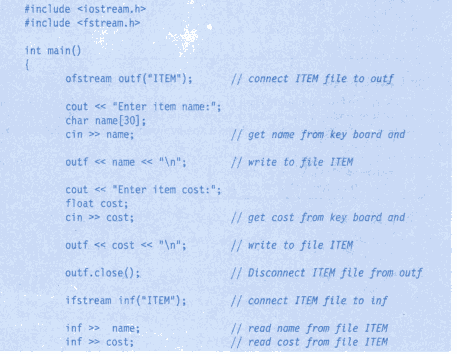 #include <iostream.h>
#include <fstream.h>
int main()
{
ofstream outf("ITEM"); // connect ITEM file to outf
cout << "Enter item name:";
char name[30];
cin >> name; // get name from key board and
outf << name << "\n"; // write to file ITEM
cout << "Enter item cost:";
float cost;
cin >> cost; // get cost from key board and
outf << cost << "\n"; // write to file ITEM
outf.close(); // Disconnect ITEM file from outf
ifstream inf("ITEM"); // connect ITEM file to inf
inf >> name; // read name from file ITEM
inf >> cost; // read cost from file ITEM